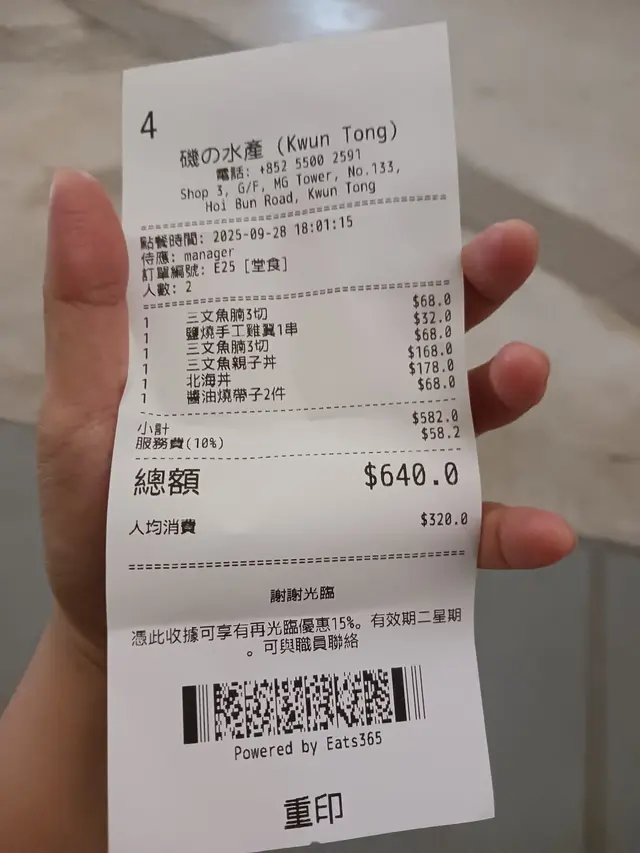 4
磯の水產 (Kwun Tong)
電話: +852 5500 2591
Shop 3, G/F, MG Tower, No.133,
Hoi Bun Road, Kwun Tong
點餐時間: 2025-09-28 18:01:15
侍應: manager
訂單編號: E25 [堂食]
人數: 2
1 三文魚腩3切 $68.0
1 鹽燒手工雞翼1串 $32.0
1 三文魚腩3切 $68.0
1 三文魚親子丼 $168.0
1 北海丼 $178.0
1 醬油燒帶子2件 $68.0
小計 $582.0
服務費(10%) $58.2
總額 $640.0
人均消費 $320.0
謝謝光臨
憑此收據可享有再光臨優惠15%。有效期二星期
。可與職員聯絡
Powered by Eats365
重印